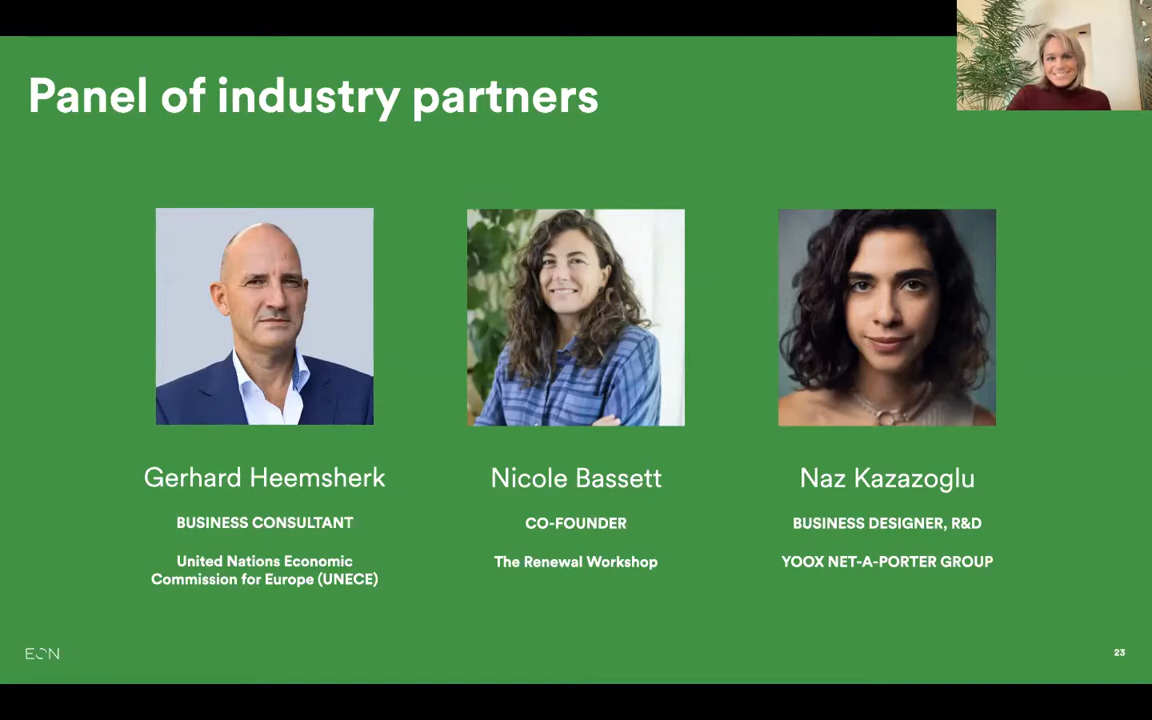 Panel of industry partners
Gerhard Heemsherk
BUSINESS CONSULTANT
United Nations Economic
Commission for Europe (UNECE)
Nicole Bassett
CO-FOUNDER
The Renewal Workshop
Naz Kazazoglu
BUSINESS DESIGNER, R&D
YOOX NET-A-PORTER GROUP
EON
23